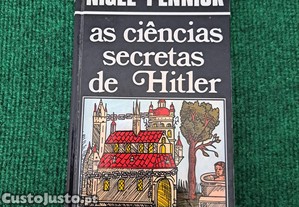 NIGEL PENNICK
as ciências
secretas
de Hitler
CustoJusto.pt